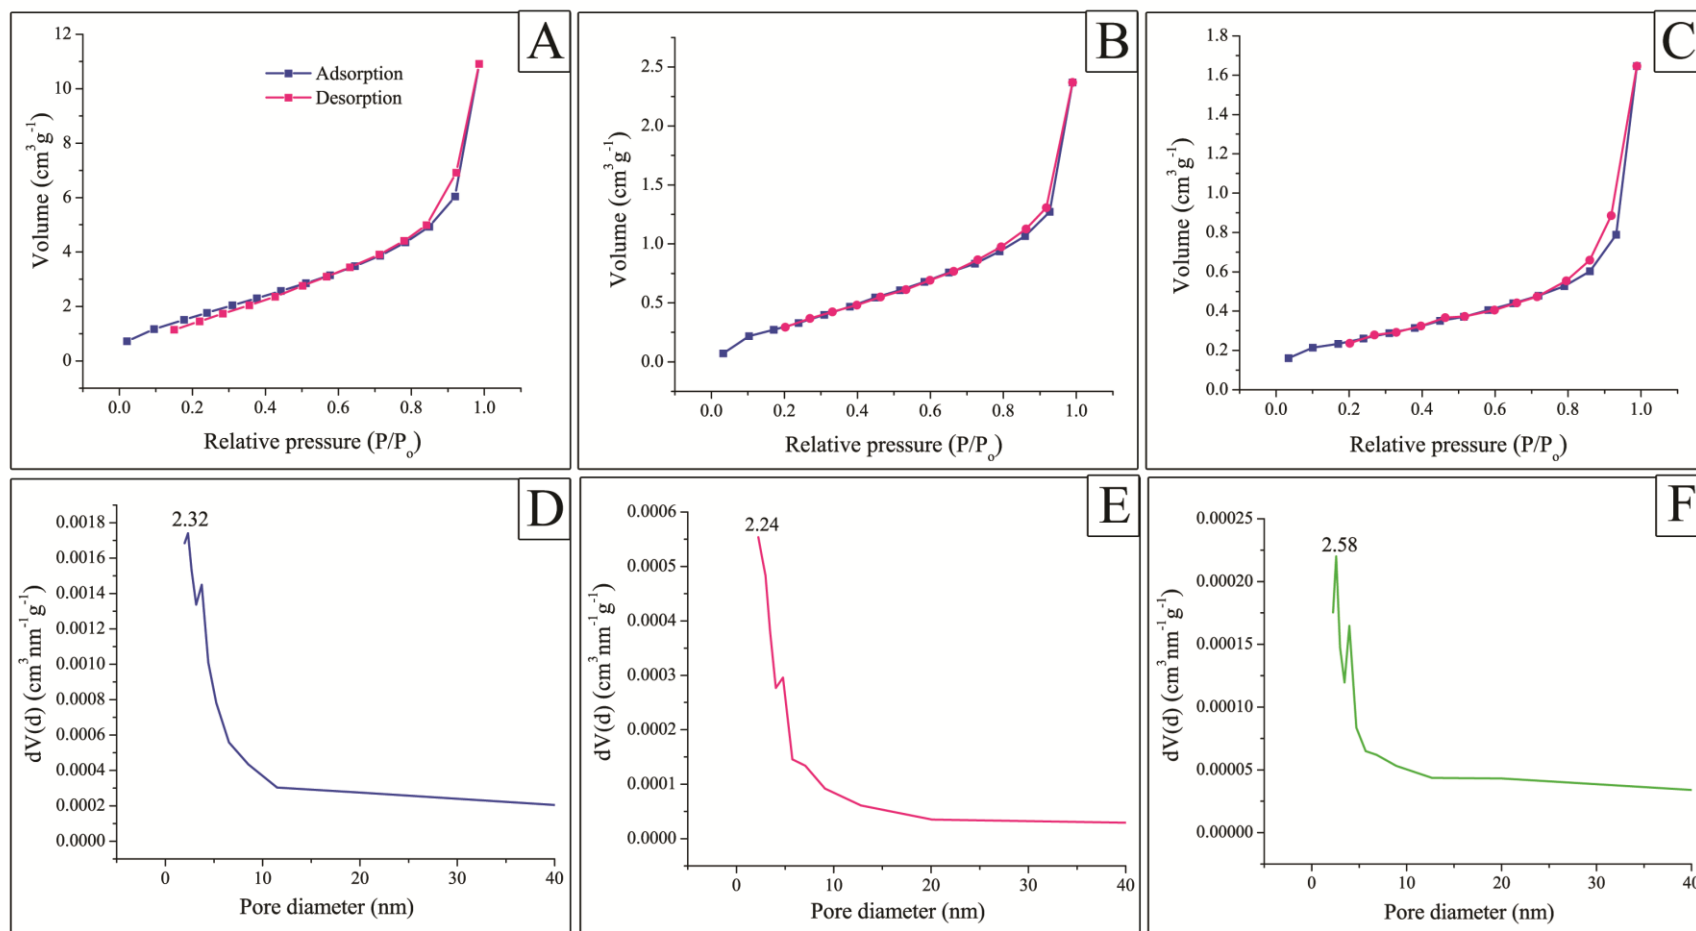 A
12
10
8
6
4
2
0
Volume (cm³g⁻¹)
Adsorption
Desorption
0.0 0.2 0.4 0.6 0.8 1.0
Relative pressure (P/Pₒ)
B
2.5
2.0
1.5
1.0
0.5
0.0
Volume (cm³g⁻¹)
0.0 0.2 0.4 0.6 0.8 1.0
Relative pressure (P/Pₒ)
C
1.8
1.6
1.4
1.2
1.0
0.8
0.6
0.4
0.2
0.0
Volume (cm³g⁻¹)
0.0 0.2 0.4 0.6 0.8 1.0
Relative pressure (P/Pₒ)
D
0.0018
0.0016
0.0014
0.0012
0.0010
0.0008
0.0006
0.0004
0.0002
0.0000
dV(d) (cm³nm⁻¹g⁻¹)
2.32
0 10 20 30 40
Pore diameter (nm)
E
0.0006
0.0005
0.0004
0.0003
0.0002
0.0001
0.0000
dV(d) (cm³nm⁻¹g⁻¹)
2.24
0 10 20 30 40
Pore diameter (nm)
F
0.00025
0.00020
0.00015
0.00010
0.00005
0.00000
dV(d) (cm³nm⁻¹g⁻¹)
2.58
0 10 20 30 40
Pore diameter (nm)